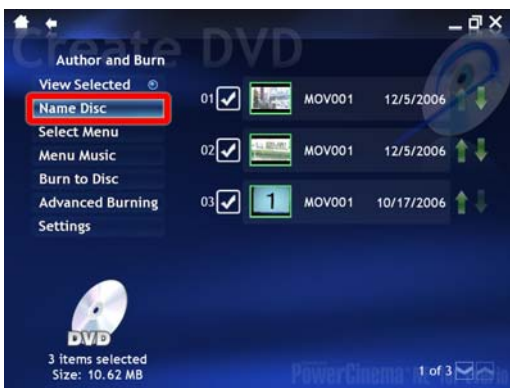 Create DVD
Author and Burn
View Selected
Name Disc
Select Menu
Menu Music
Burn to Disc
Advanced Burning
Settings
01 MOV001 12/5/2006
02 MOV001 12/5/2006
03 1 MOV001 10/17/2006
DVD
3 items selected
Size: 10.62 MB
PowerCinema
1 of 3